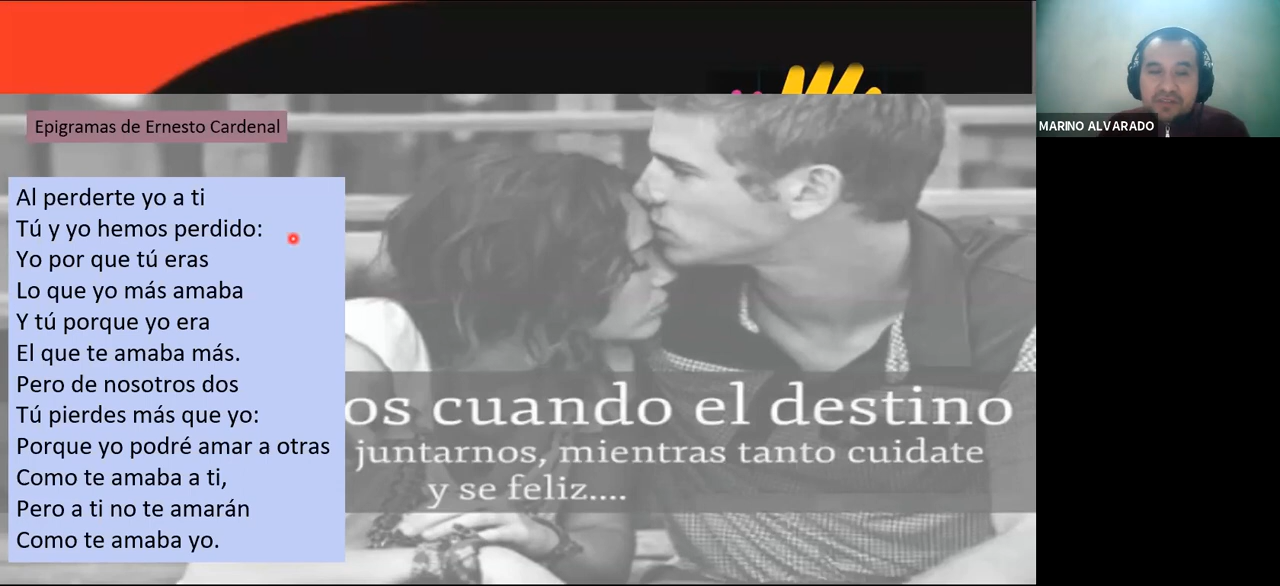 Epigramas de Ernesto Cardenal
Al perderte yo a ti
Tú y yo hemos perdido:
Yo por que tú eras
Lo que yo más amaba
Y tú porque yo era
El que te amaba más.
Pero de nosotros dos
Tú pierdes más que yo:
Porque yo podré amar a otras
Como te amaba a ti,
Pero a ti no te amarán
Como te amaba yo.
os cuando el destino
juntarnos, mientras tanto cuidate
y se feliz....
MARINO ALVARADO